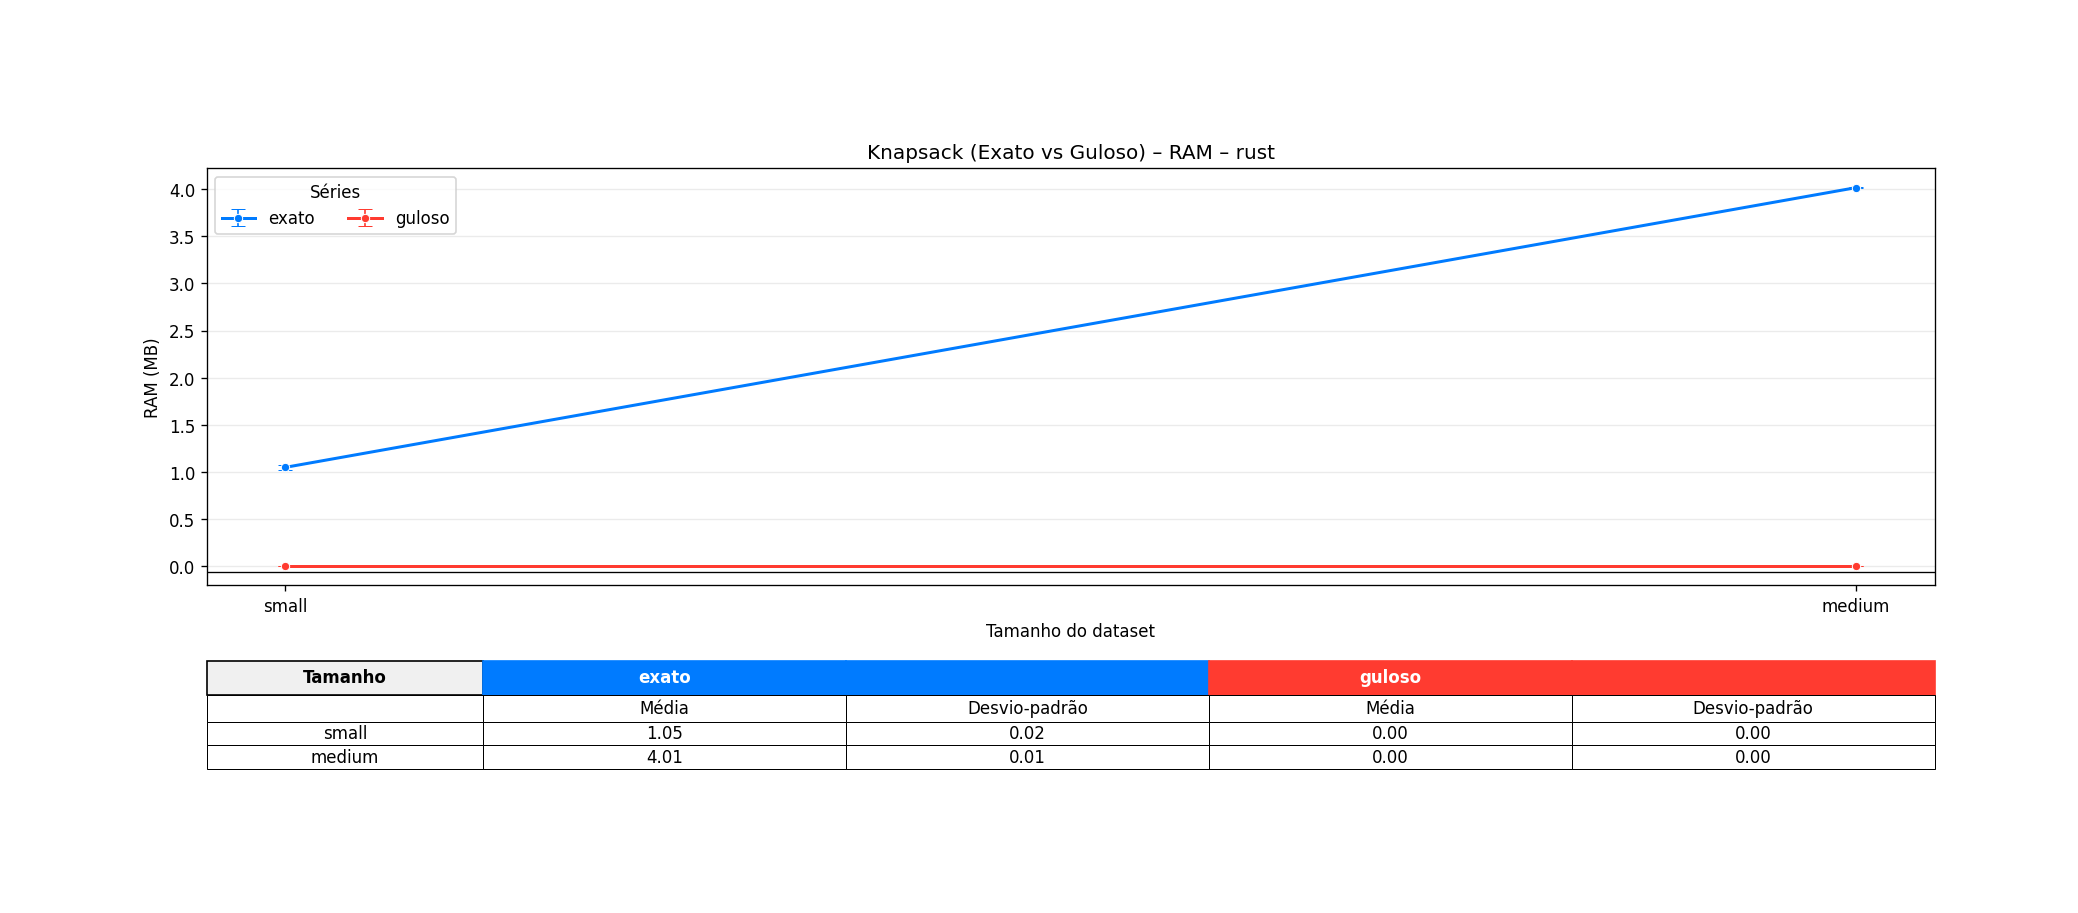 Knapsack (Exato vs Guloso) – RAM – rust
Séries
exato guloso
RAM (MB)
4.0
3.5
3.0
2.5
2.0
1.5
1.0
0.5
0.0
small medium
Tamanho do dataset
Tamanho exato guloso
Média Desvio-padrão Média Desvio-padrão
small 1.05 0.02 0.00 0.00
medium 4.01 0.01 0.00 0.00